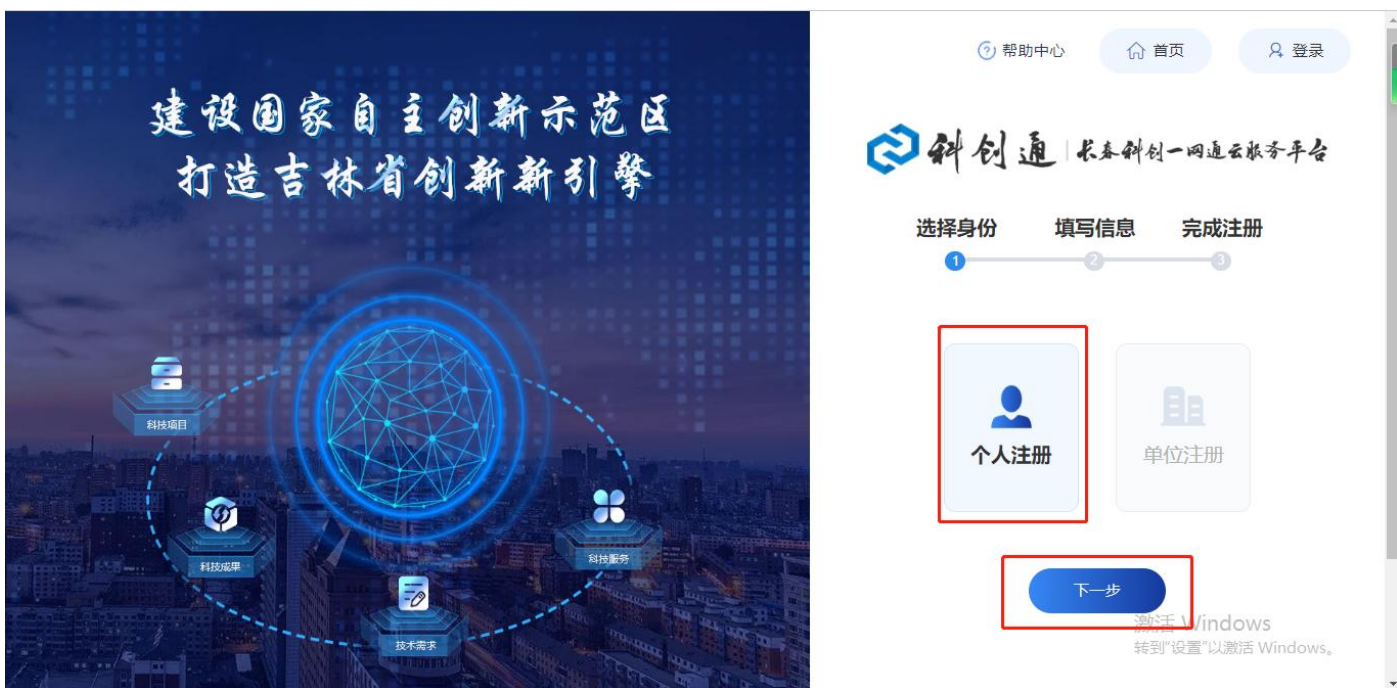 建设国家自主创新示范区
打造吉林省创新新引擎
科技项目
科技成果
技术需求
科技服务
帮助中心 首页 登录
科创通 长春科创一网通云服务平台
选择身份 填写信息 完成注册
1 2 3
个人注册 单位注册
下一步
激活 Windows
转到"设置"以激活 Windows。